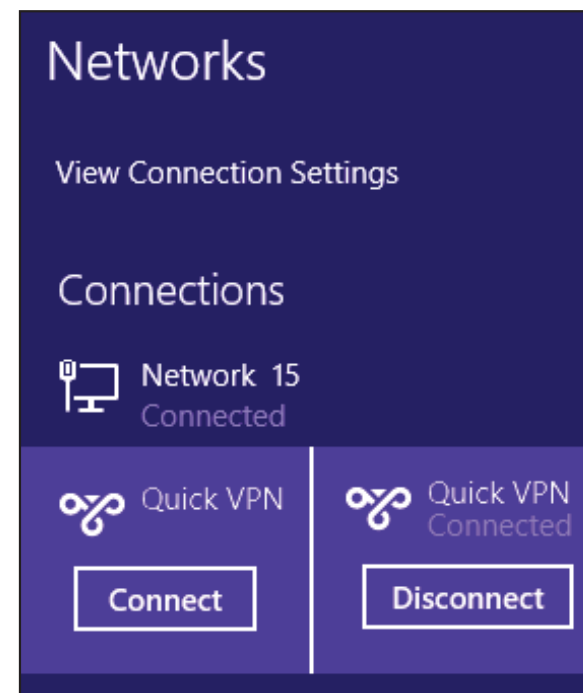 Networks
View Connection Settings
Connections
Network 15
Connected
Quick VPN
Connect
Quick VPN
Connected
Disconnect